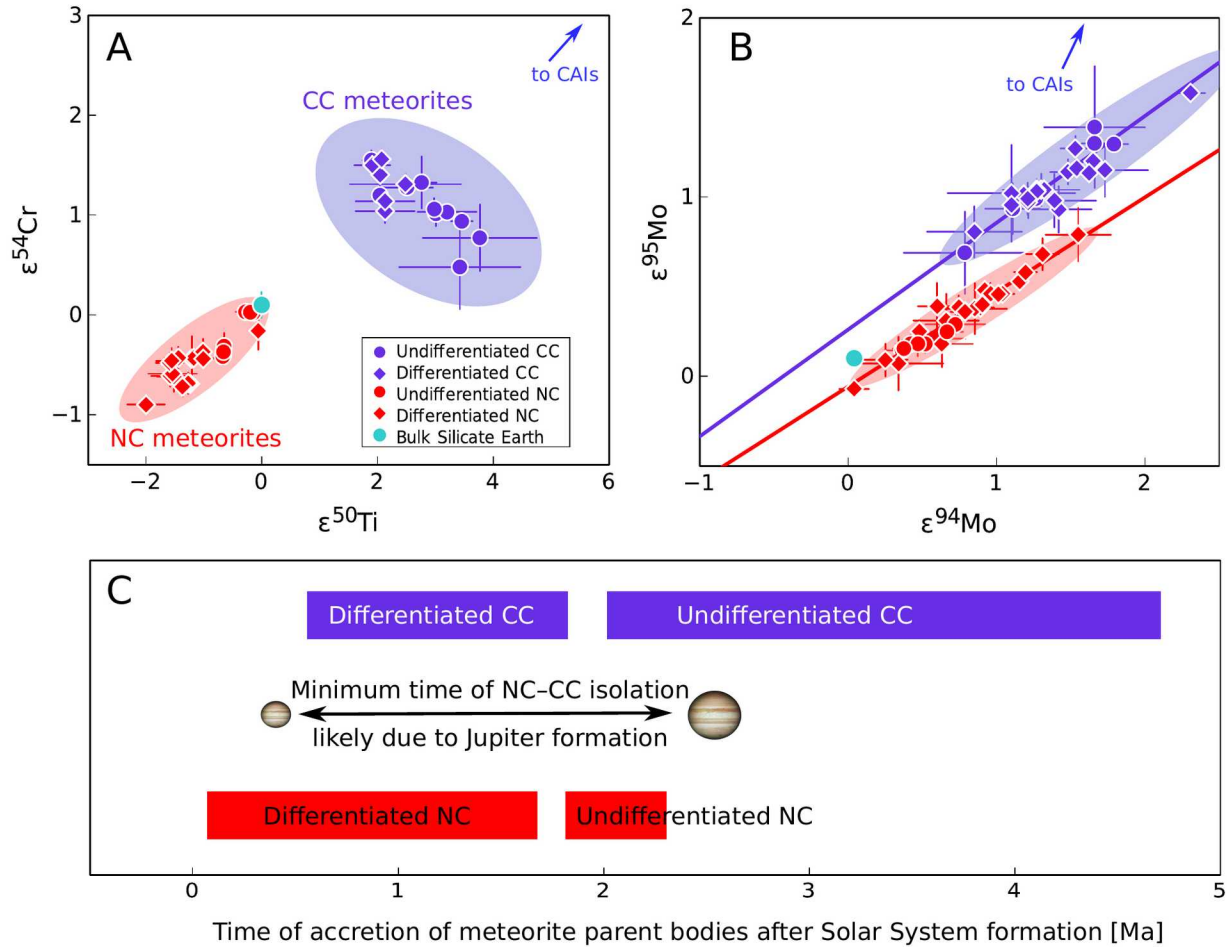 A
3
2
1
0
−1
ε54Cr
−2
0
2
4
6
ε50Ti
to CAIs
CC meteorites
NC meteorites
Undifferentiated CC
Differentiated CC
Undifferentiated NC
Differentiated NC
Bulk Silicate Earth
B
2
1
0
ε95Mo
−1
0
1
2
ε94Mo
to CAIs
C
Differentiated CC
Undifferentiated CC
Minimum time of NC–CC isolation
likely due to Jupiter formation
Differentiated NC
Undifferentiated NC
0
1
2
3
4
5
Time of accretion of meteorite parent bodies after Solar System formation [Ma]